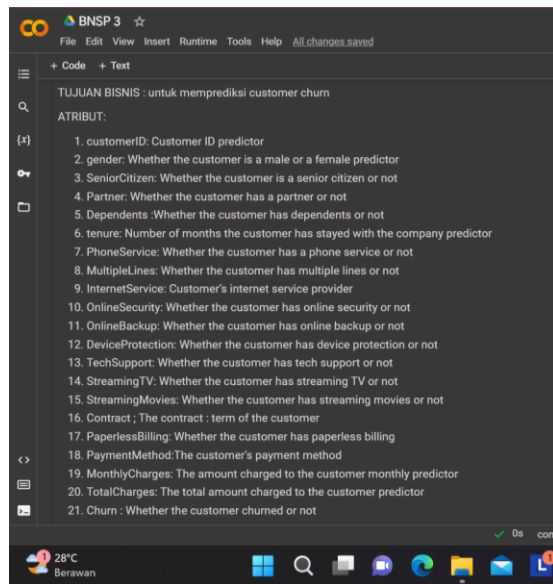 CO
BNSP 3
File Edit View Insert Runtime Tools Help All changes saved
+ Code + Text
TUJUAN BISNIS : untuk memprediksi customer churn
ATRIBUT:
1. customerID: Customer ID predictor
2. gender: Whether the customer is a male or a female predictor
3. SeniorCitizen: Whether the customer is a senior citizen or not
4. Partner: Whether the customer has a partner or not
5. Dependents :Whether the customer has dependents or not
6. tenure: Number of months the customer has stayed with the company predictor
7. PhoneService: Whether the customer has a phone service or not
8. MultipleLines: Whether the customer has multiple lines or not
9. InternetService: Customer's internet service provider
10. OnlineSecurity: Whether the customer has online security or not
11. OnlineBackup: Whether the customer has online backup or not
12. DeviceProtection: Whether the customer has device protection or not
13. TechSupport: Whether the customer has tech support or not
14. StreamingTV: Whether the customer has streaming TV or not
15. StreamingMovies: Whether the customer has streaming movies or not
16. Contract ; The contract : term of the customer
17. PaperlessBilling: Whether the customer has paperless billing
18. PaymentMethod:The customer's payment method
19. MonthlyCharges: The amount charged to the customer monthly predictor
20. TotalCharges: The total amount charged to the customer predictor
21. Churn : Whether the customer churned or not
{x}
0s com
1
28°C
Berawan
L
1